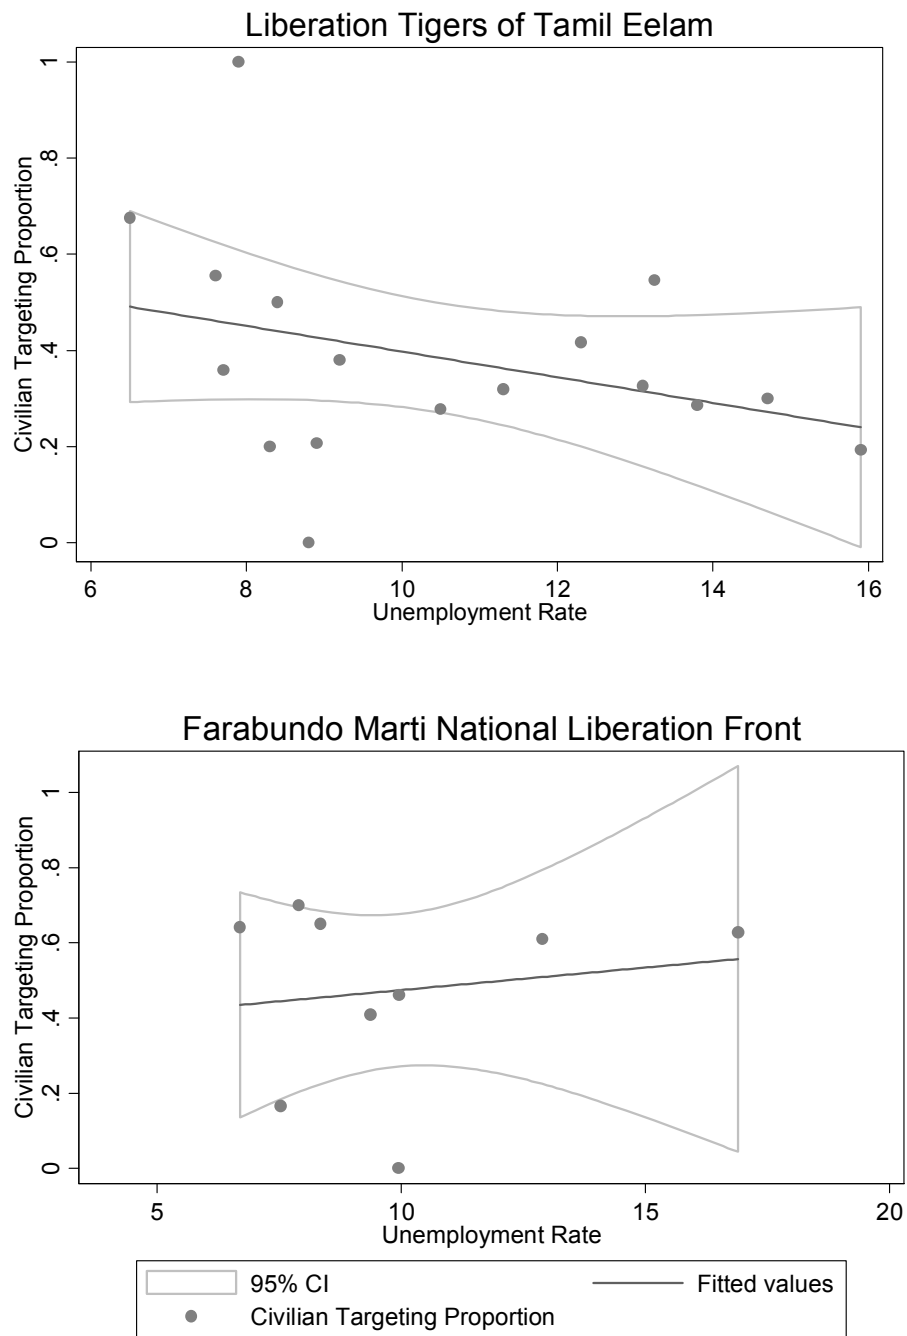 Liberation Tigers of Tamil Eelam
Civilian Targeting Proportion
1
.8
.6
.4
.2
0
6 8 10 12 14 16
Unemployment Rate
Farabundo Marti National Liberation Front
Civilian Targeting Proportion
1
.8
.6
.4
.2
0
5 10 15 20
Unemployment Rate
95% CI Fitted values
Civilian Targeting Proportion